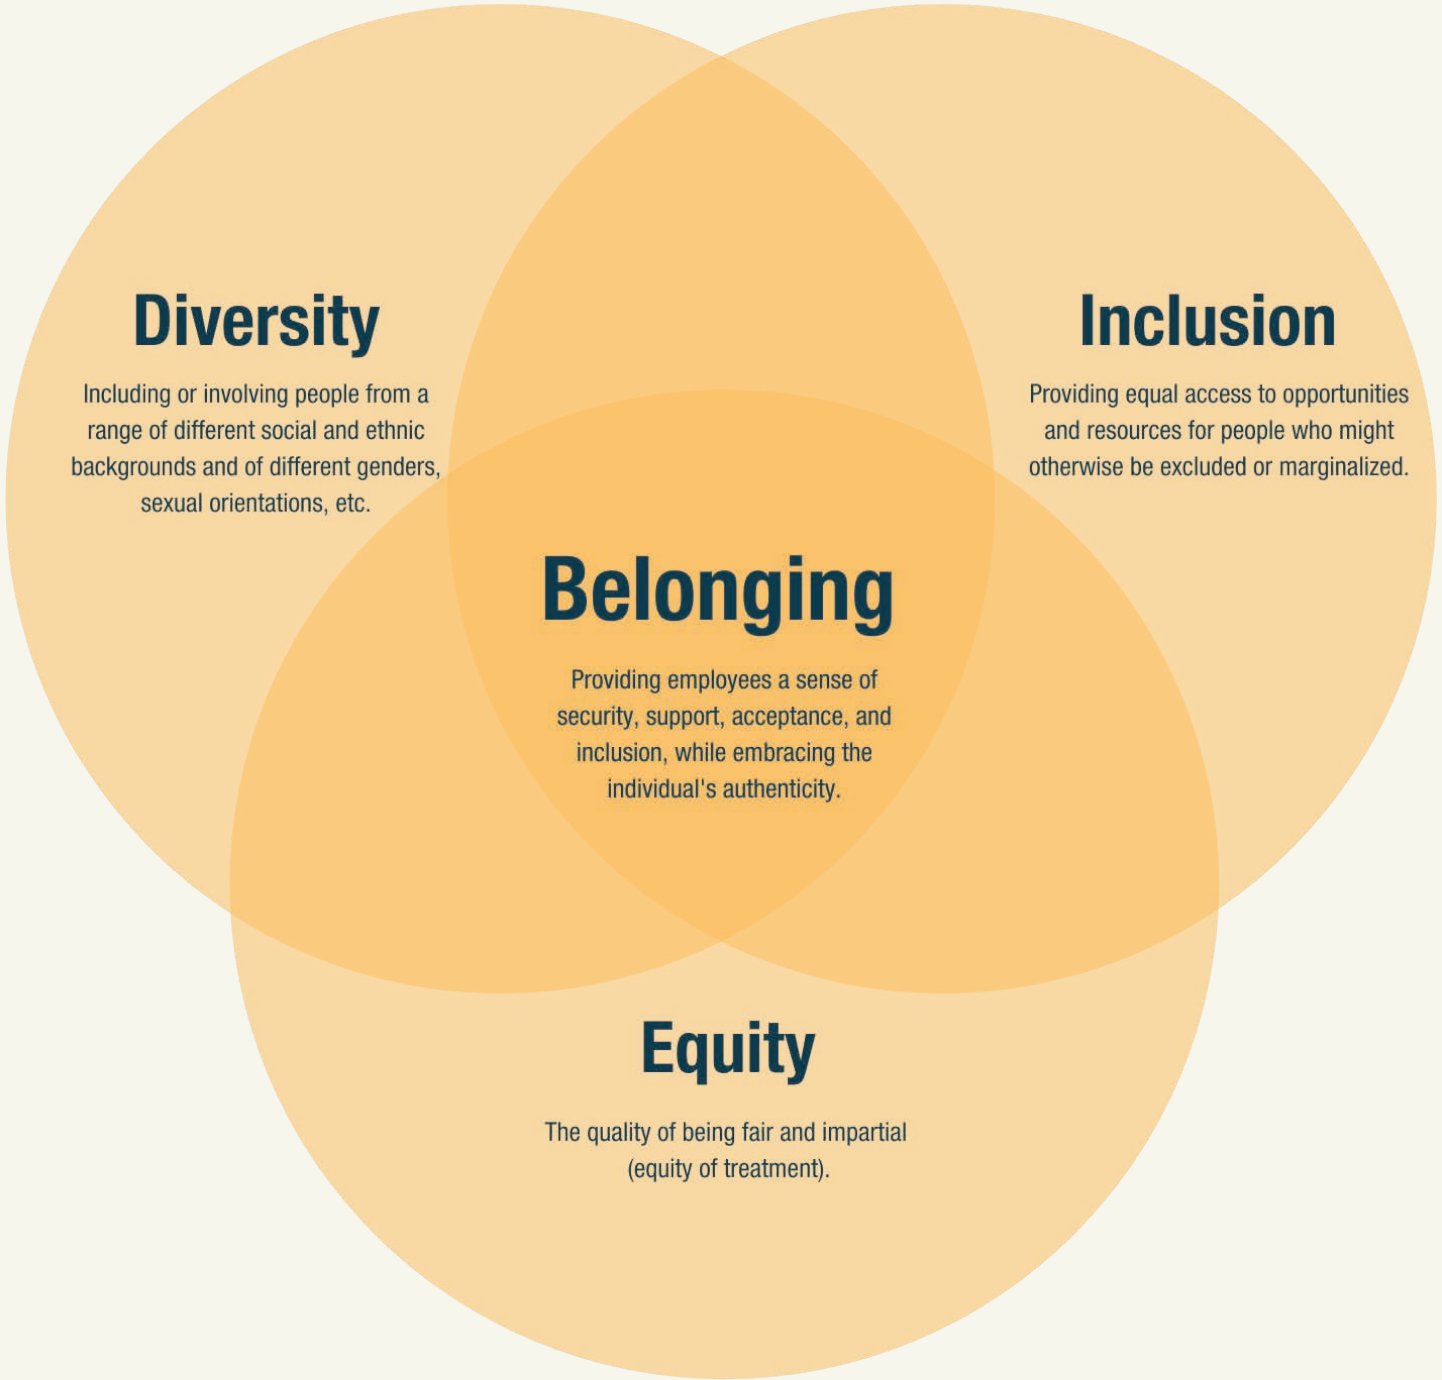 Diversity
Including or involving people from a
range of different social and ethnic
backgrounds and of different genders,
sexual orientations, etc.
Inclusion
Providing equal access to opportunities
and resources for people who might
otherwise be excluded or marginalized.
Belonging
Providing employees a sense of
security, support, acceptance, and
inclusion, while embracing the
individual's authenticity.
Equity
The quality of being fair and impartial
(equity of treatment).